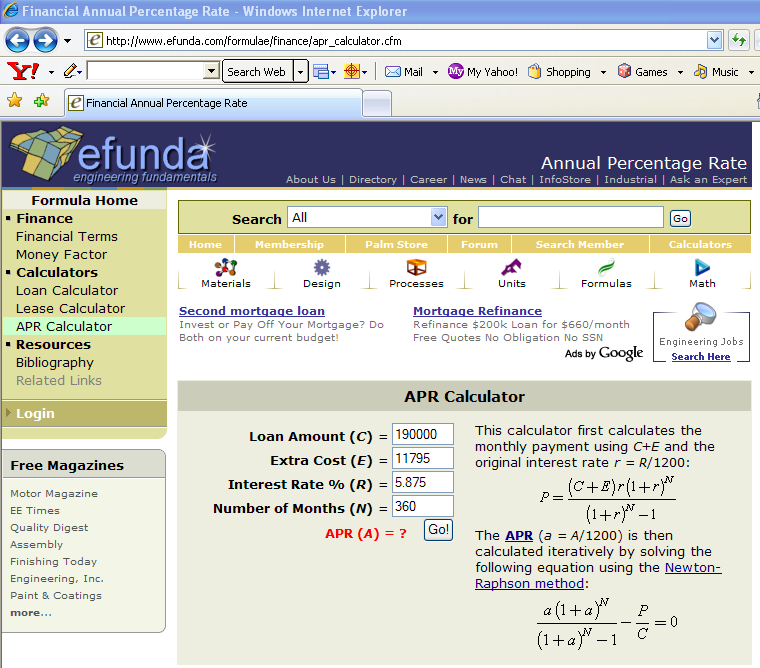 Financial Annual Percentage Rate - Windows Internet Explorer
http://www.efunda.com/formulae/finance/apr_calculator.cfm
Y! Search Web Mail My Yahoo! Shopping Games Music
Financial Annual Percentage Rate
efunda
engineering fundamentals
Annual Percentage Rate
About Us | Directory | Career | News | Chat | InfoStore | Industrial | Ask an Expert
Formula Home
Finance
Financial Terms
Money Factor
Calculators
Loan Calculator
Lease Calculator
APR Calculator
Resources
Bibliography
Related Links
Login
Free Magazines
Motor Magazine
EE Times
Quality Digest
Assembly
Finishing Today
Engineering, Inc.
Paint & Coatings
more...
Search All for Go
Home Membership Palm Store Forum Search Member Calculators
Materials Design Processes Units Formulas Math
Second mortgage loan
Invest or Pay Off Your Mortgage? Do
Both on your current budget!
Mortgage Refinance
Refinance $200k Loan for $660/month
Free Quotes No Obligation No SSN
Ads by Google
Engineering Jobs
Search Here
APR Calculator
Loan Amount (C) = 190000
Extra Cost (E) = 11795
Interest Rate % (R) = 5.875
Number of Months (N) = 360
APR (A) = ? Go!
This calculator first calculates the
monthly payment using C+E and the
original interest rate r = R/1200:
P = (C+E)r(1+r)^N / (1+r)^N − 1
The APR (a = A/1200) is then
calculated iteratively by solving the
following equation using the Newton-
Raphson method:
a(1+a)^N / (1+a)^N − 1 − P/C = 0